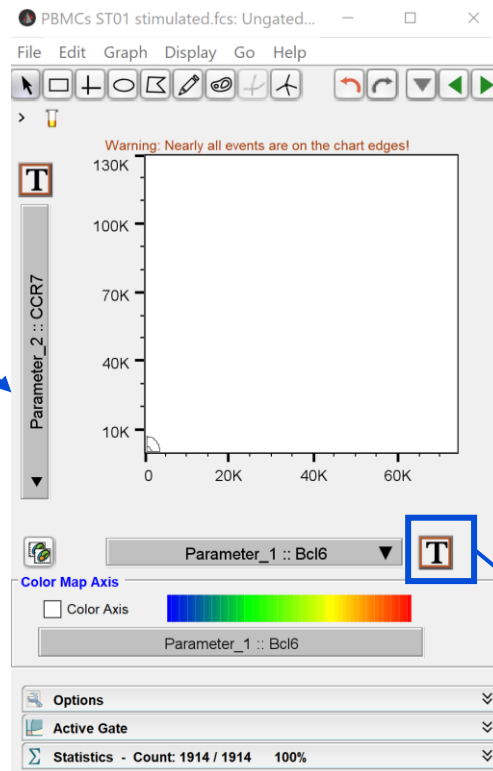 PBMCs ST01 stimulated.fcs: Ungated...
File Edit Graph Display Go Help
Warning: Nearly all events are on the chart edges!
T
130K
100K
70K
40K
10K
Parameter_2 :: CCR7
0 20K 40K 60K
Parameter_1 :: Bcl6
T
Color Map Axis
Color Axis
Parameter_1 :: Bcl6
Options
Active Gate
Σ Statistics - Count: 1914 / 1914 100%